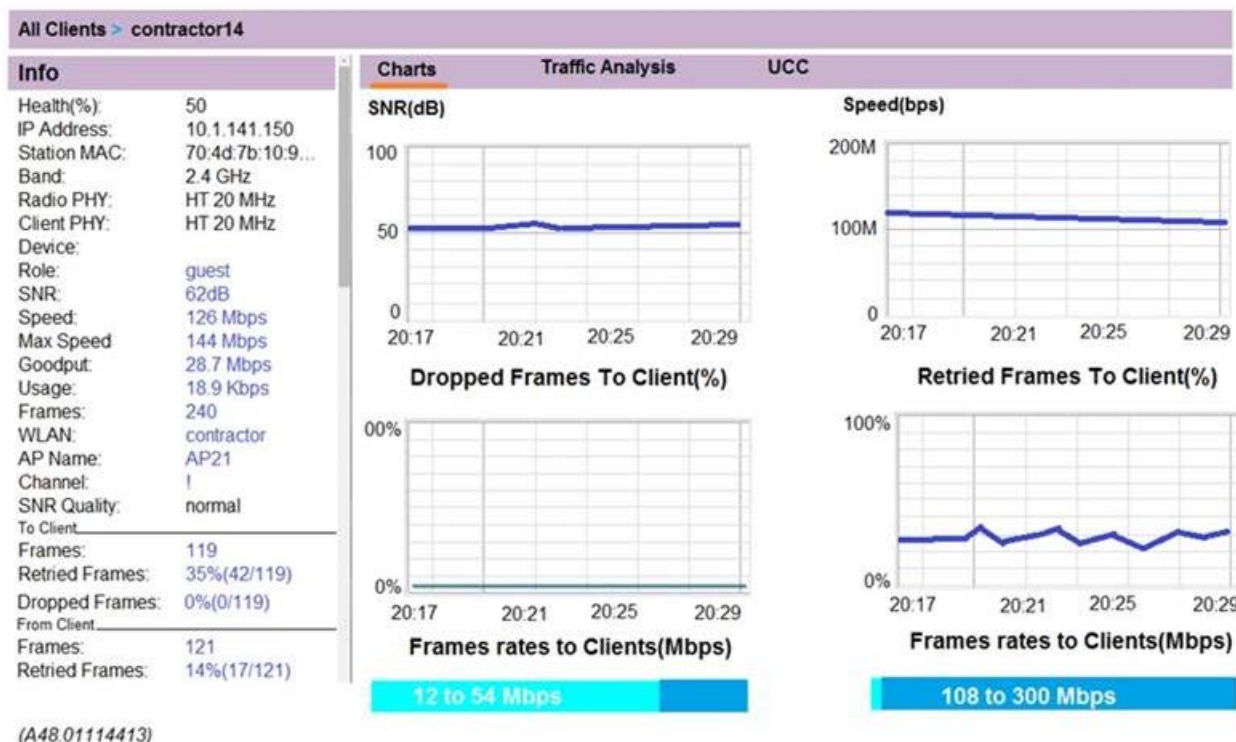 All Clients > contractor14
Info
Health(%): 50
IP Address: 10.1.141.150
Station MAC: 70:4d:7b:10:9...
Band: 2.4 GHz
Radio PHY: HT 20 MHz
Client PHY: HT 20 MHz
Device:
Role: guest
SNR: 62dB
Speed: 126 Mbps
Max Speed 144 Mbps
Goodput: 28.7 Mbps
Usage: 18.9 Kbps
Frames: 240
WLAN: contractor
AP Name: AP21
Channel: !
SNR Quality: normal
To Client
Frames: 119
Retried Frames: 35%(42/119)
Dropped Frames: 0%(0/119)
From Client
Frames: 121
Retried Frames: 14%(17/121)
(A48.01114413)
Charts Traffic Analysis UCC
SNR(dB)
100
50
0
20:17 20:21 20:25 20:29
Speed(bps)
200M
100M
0
20:17 20:21 20:25 20:29
Dropped Frames To Client(%)
00%
0%
20:17 20:21 20:25 20:29
Retried Frames To Client(%)
100%
0%
20:17 20:21 20:25 20:29
Frames rates to Clients(Mbps)
12 to 54 Mbps
Frames rates to Clients(Mbps)
108 to 300 Mbps